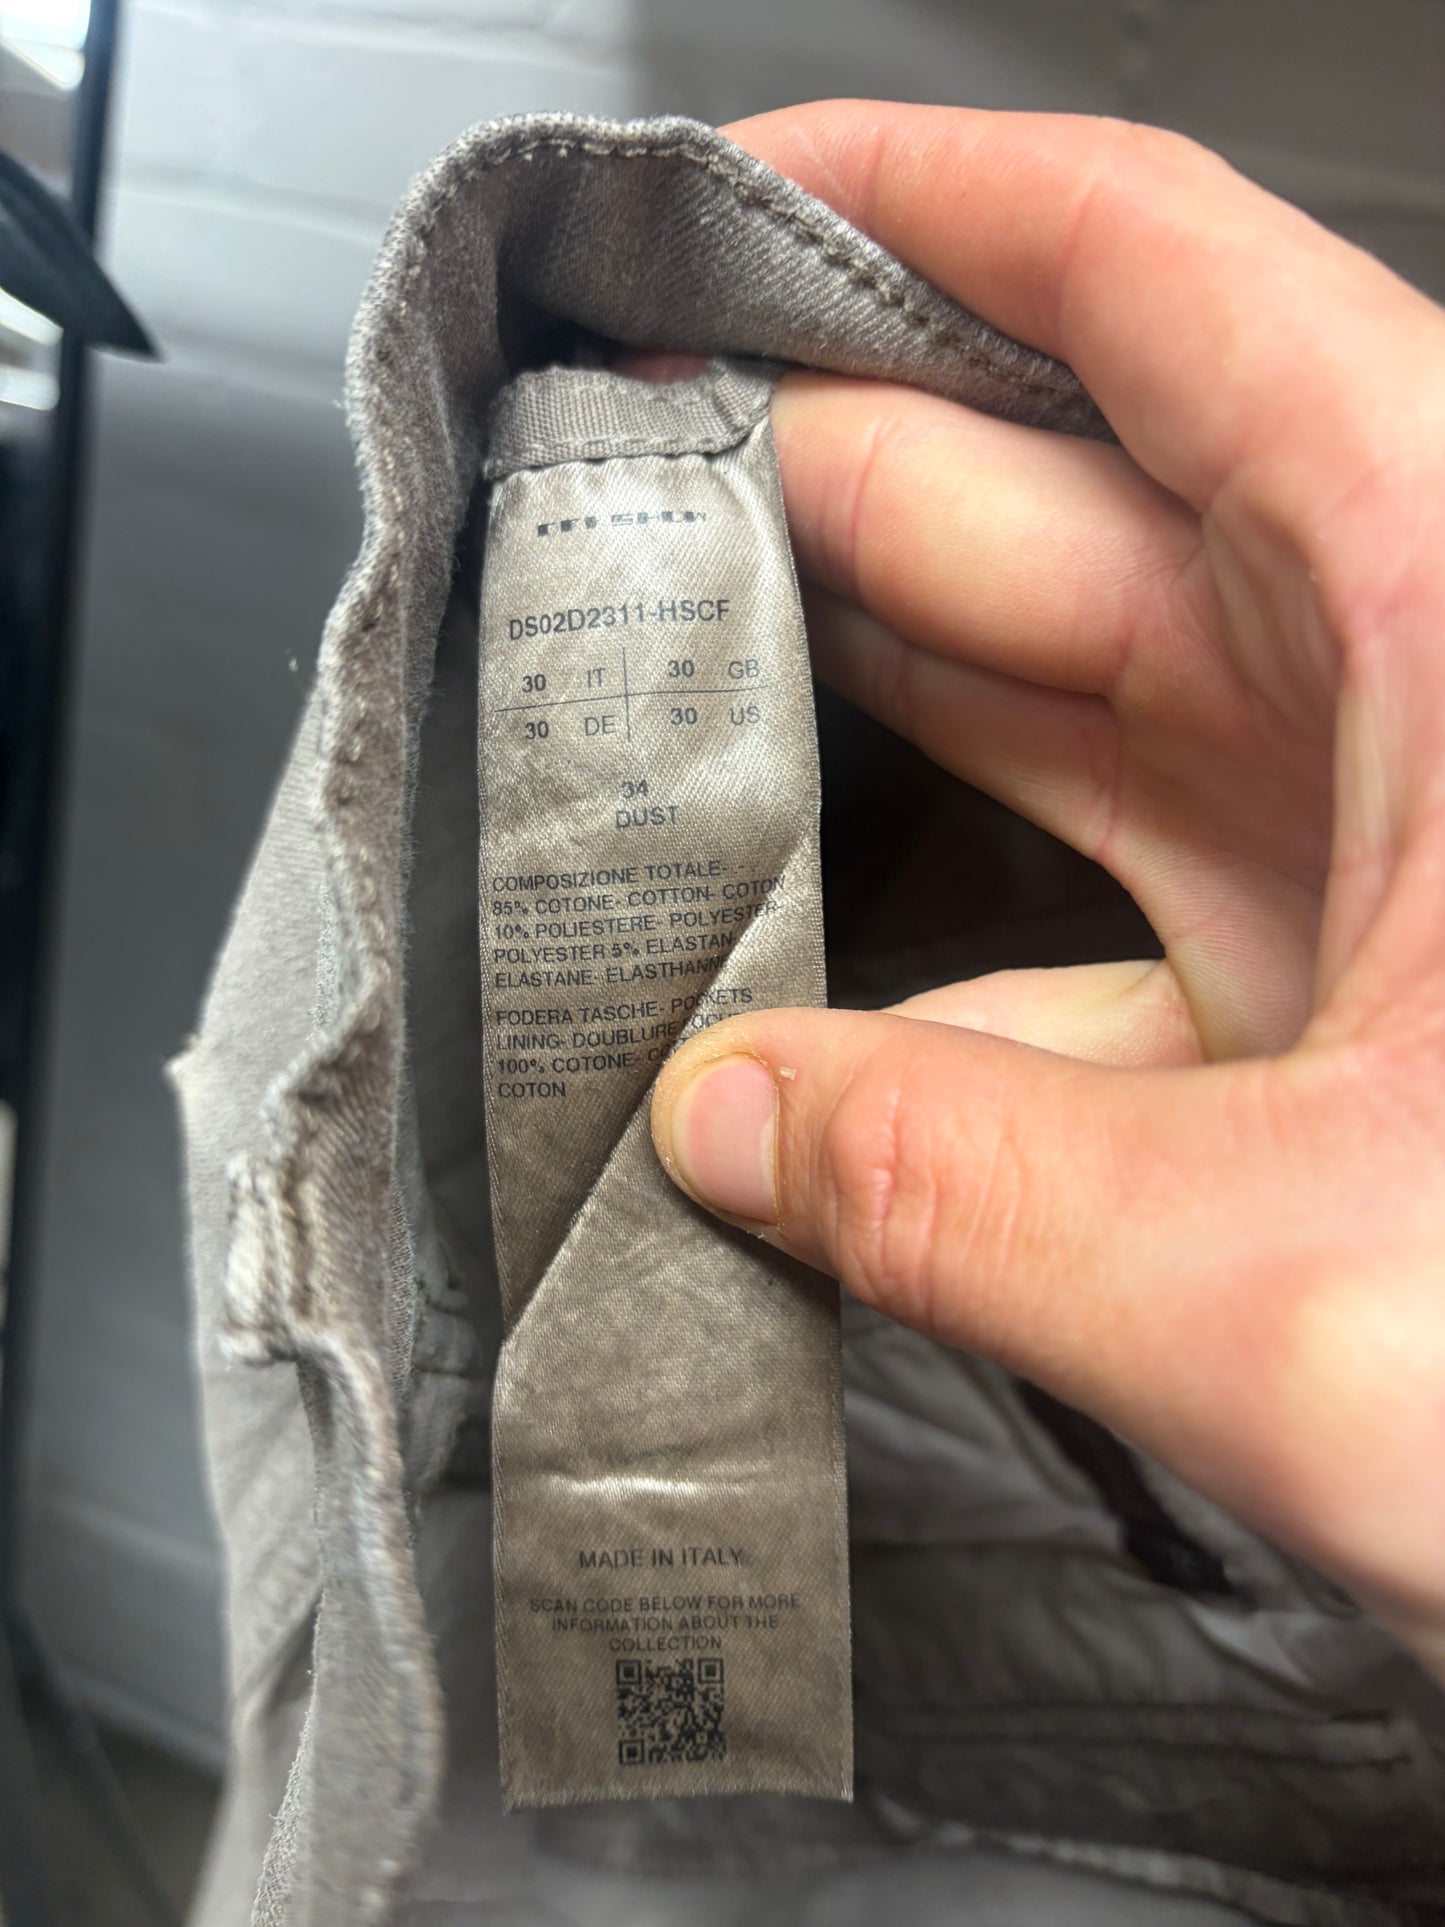 DS02D2311-HSCF
30 IT 30 GB
30 DE 30 US
34
DUST
COMPOSIZIONE TOTALE-
85% COTONE- COTTON- COTON
10% POLIESTERE- POLYESTER-
POLYESTER 5% ELASTAN
ELASTANE- ELASTHANNE
FODERA TASCHE- POCKETS
LINING- DOUBLURE
100% COTONE-
COTON
MADE IN ITALY
SCAN CODE BELOW FOR MORE
INFORMATION ABOUT THE
COLLECTION